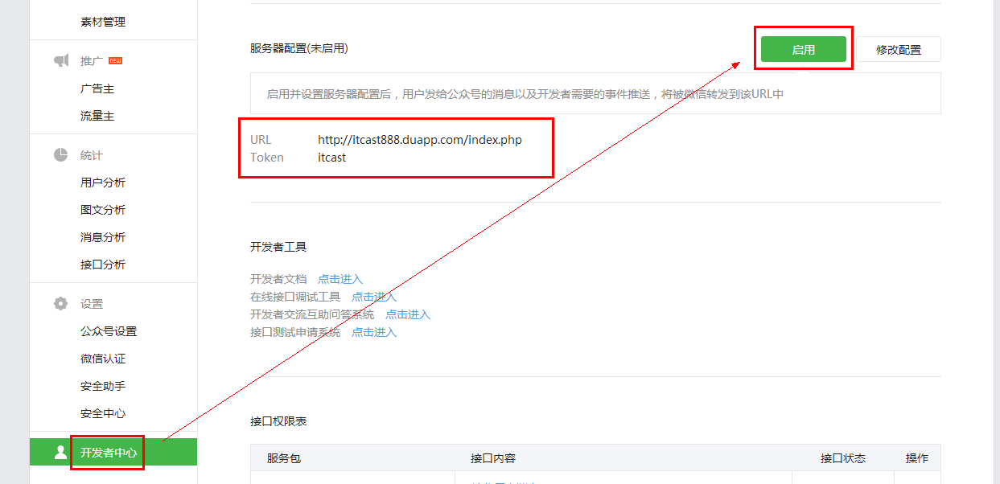 素材管理
推广 NEW
广告主
流量主
统计
用户分析
图文分析
消息分析
接口分析
设置
公众号设置
微信认证
安全助手
安全中心
开发者中心
服务器配置(未启用)
启用
修改配置
启用并设置服务器配置后，用户发给公众号的消息以及开发者需要的事件推送，将被微信转发到该URL中
URL http://itcast888.duapp.com/index.php
Token itcast
开发者工具
开发者文档 点击进入
在线接口调试工具 点击进入
开发者交流互助问答系统 点击进入
接口测试申请系统 点击进入
接口权限表
服务包 接口内容 接口状态 操作